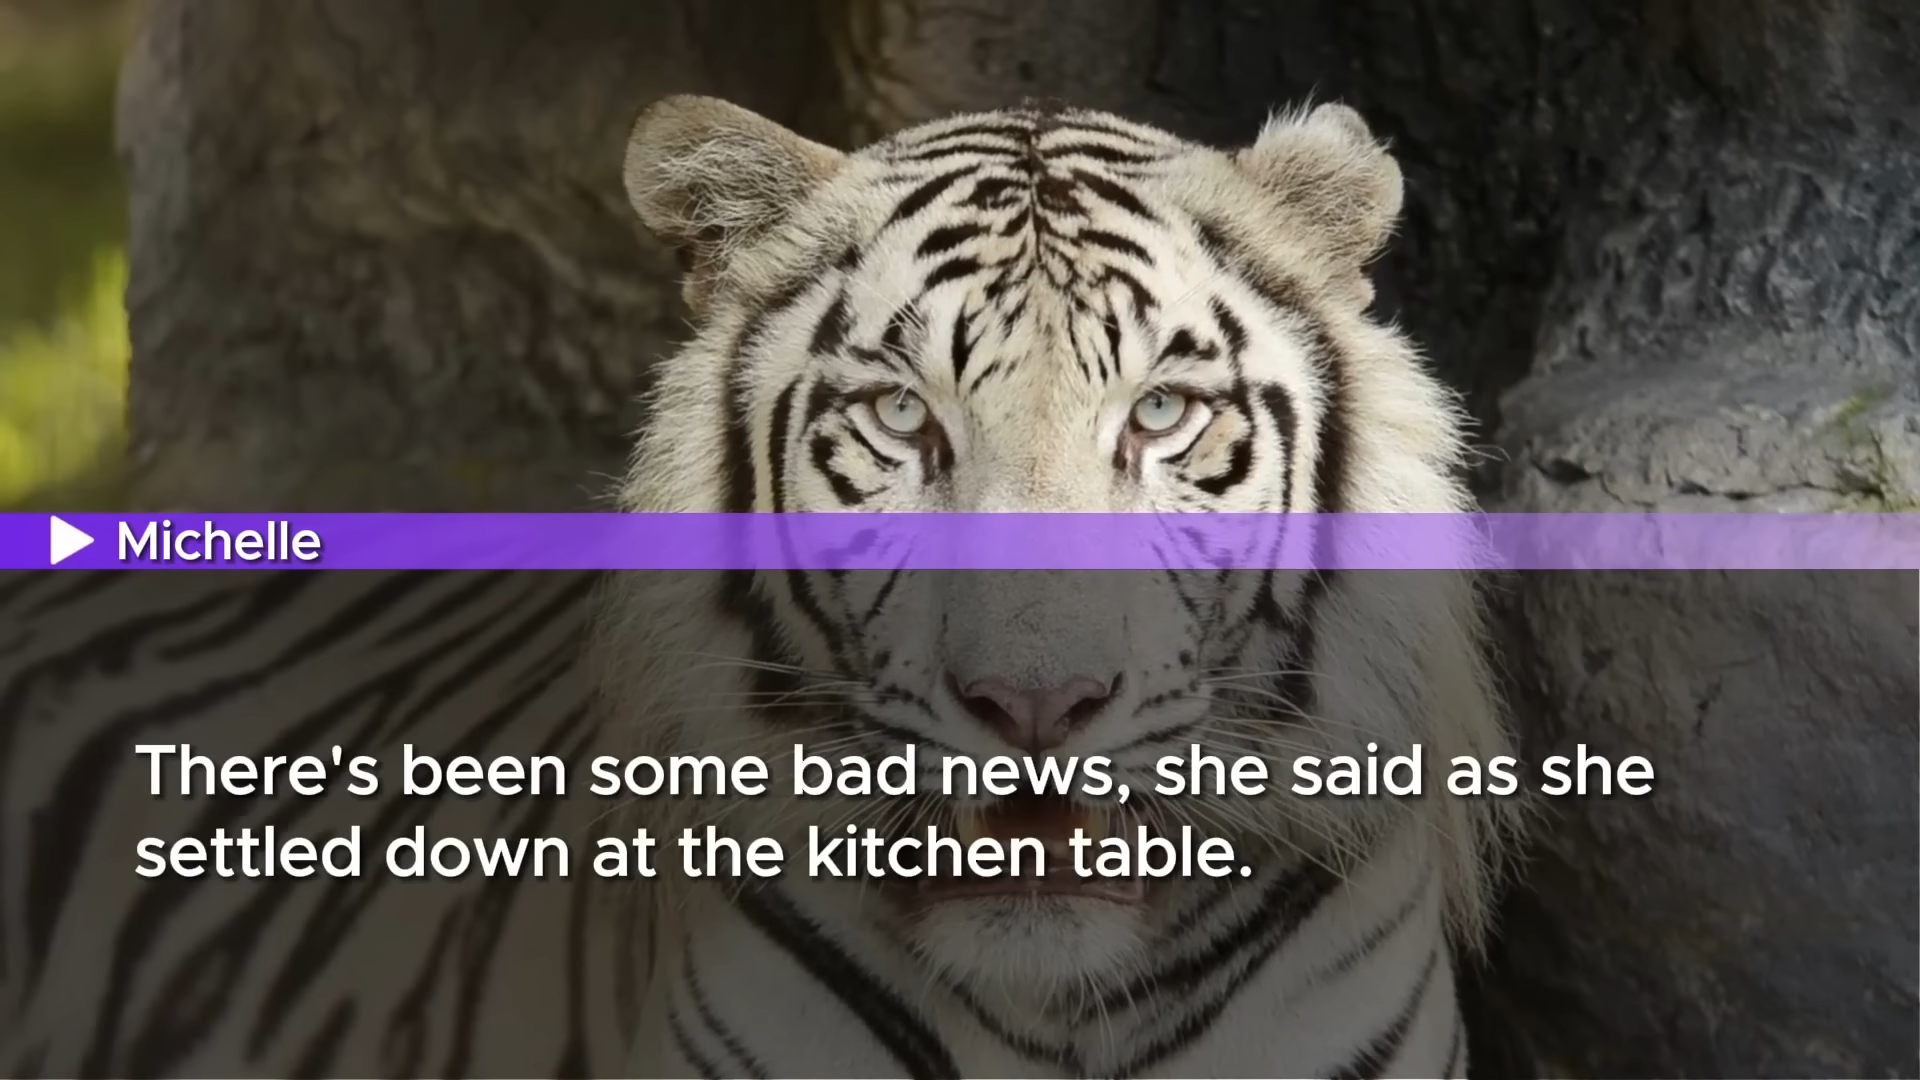 Michelle
There's been some bad news, she said as she
settled down at the kitchen table.